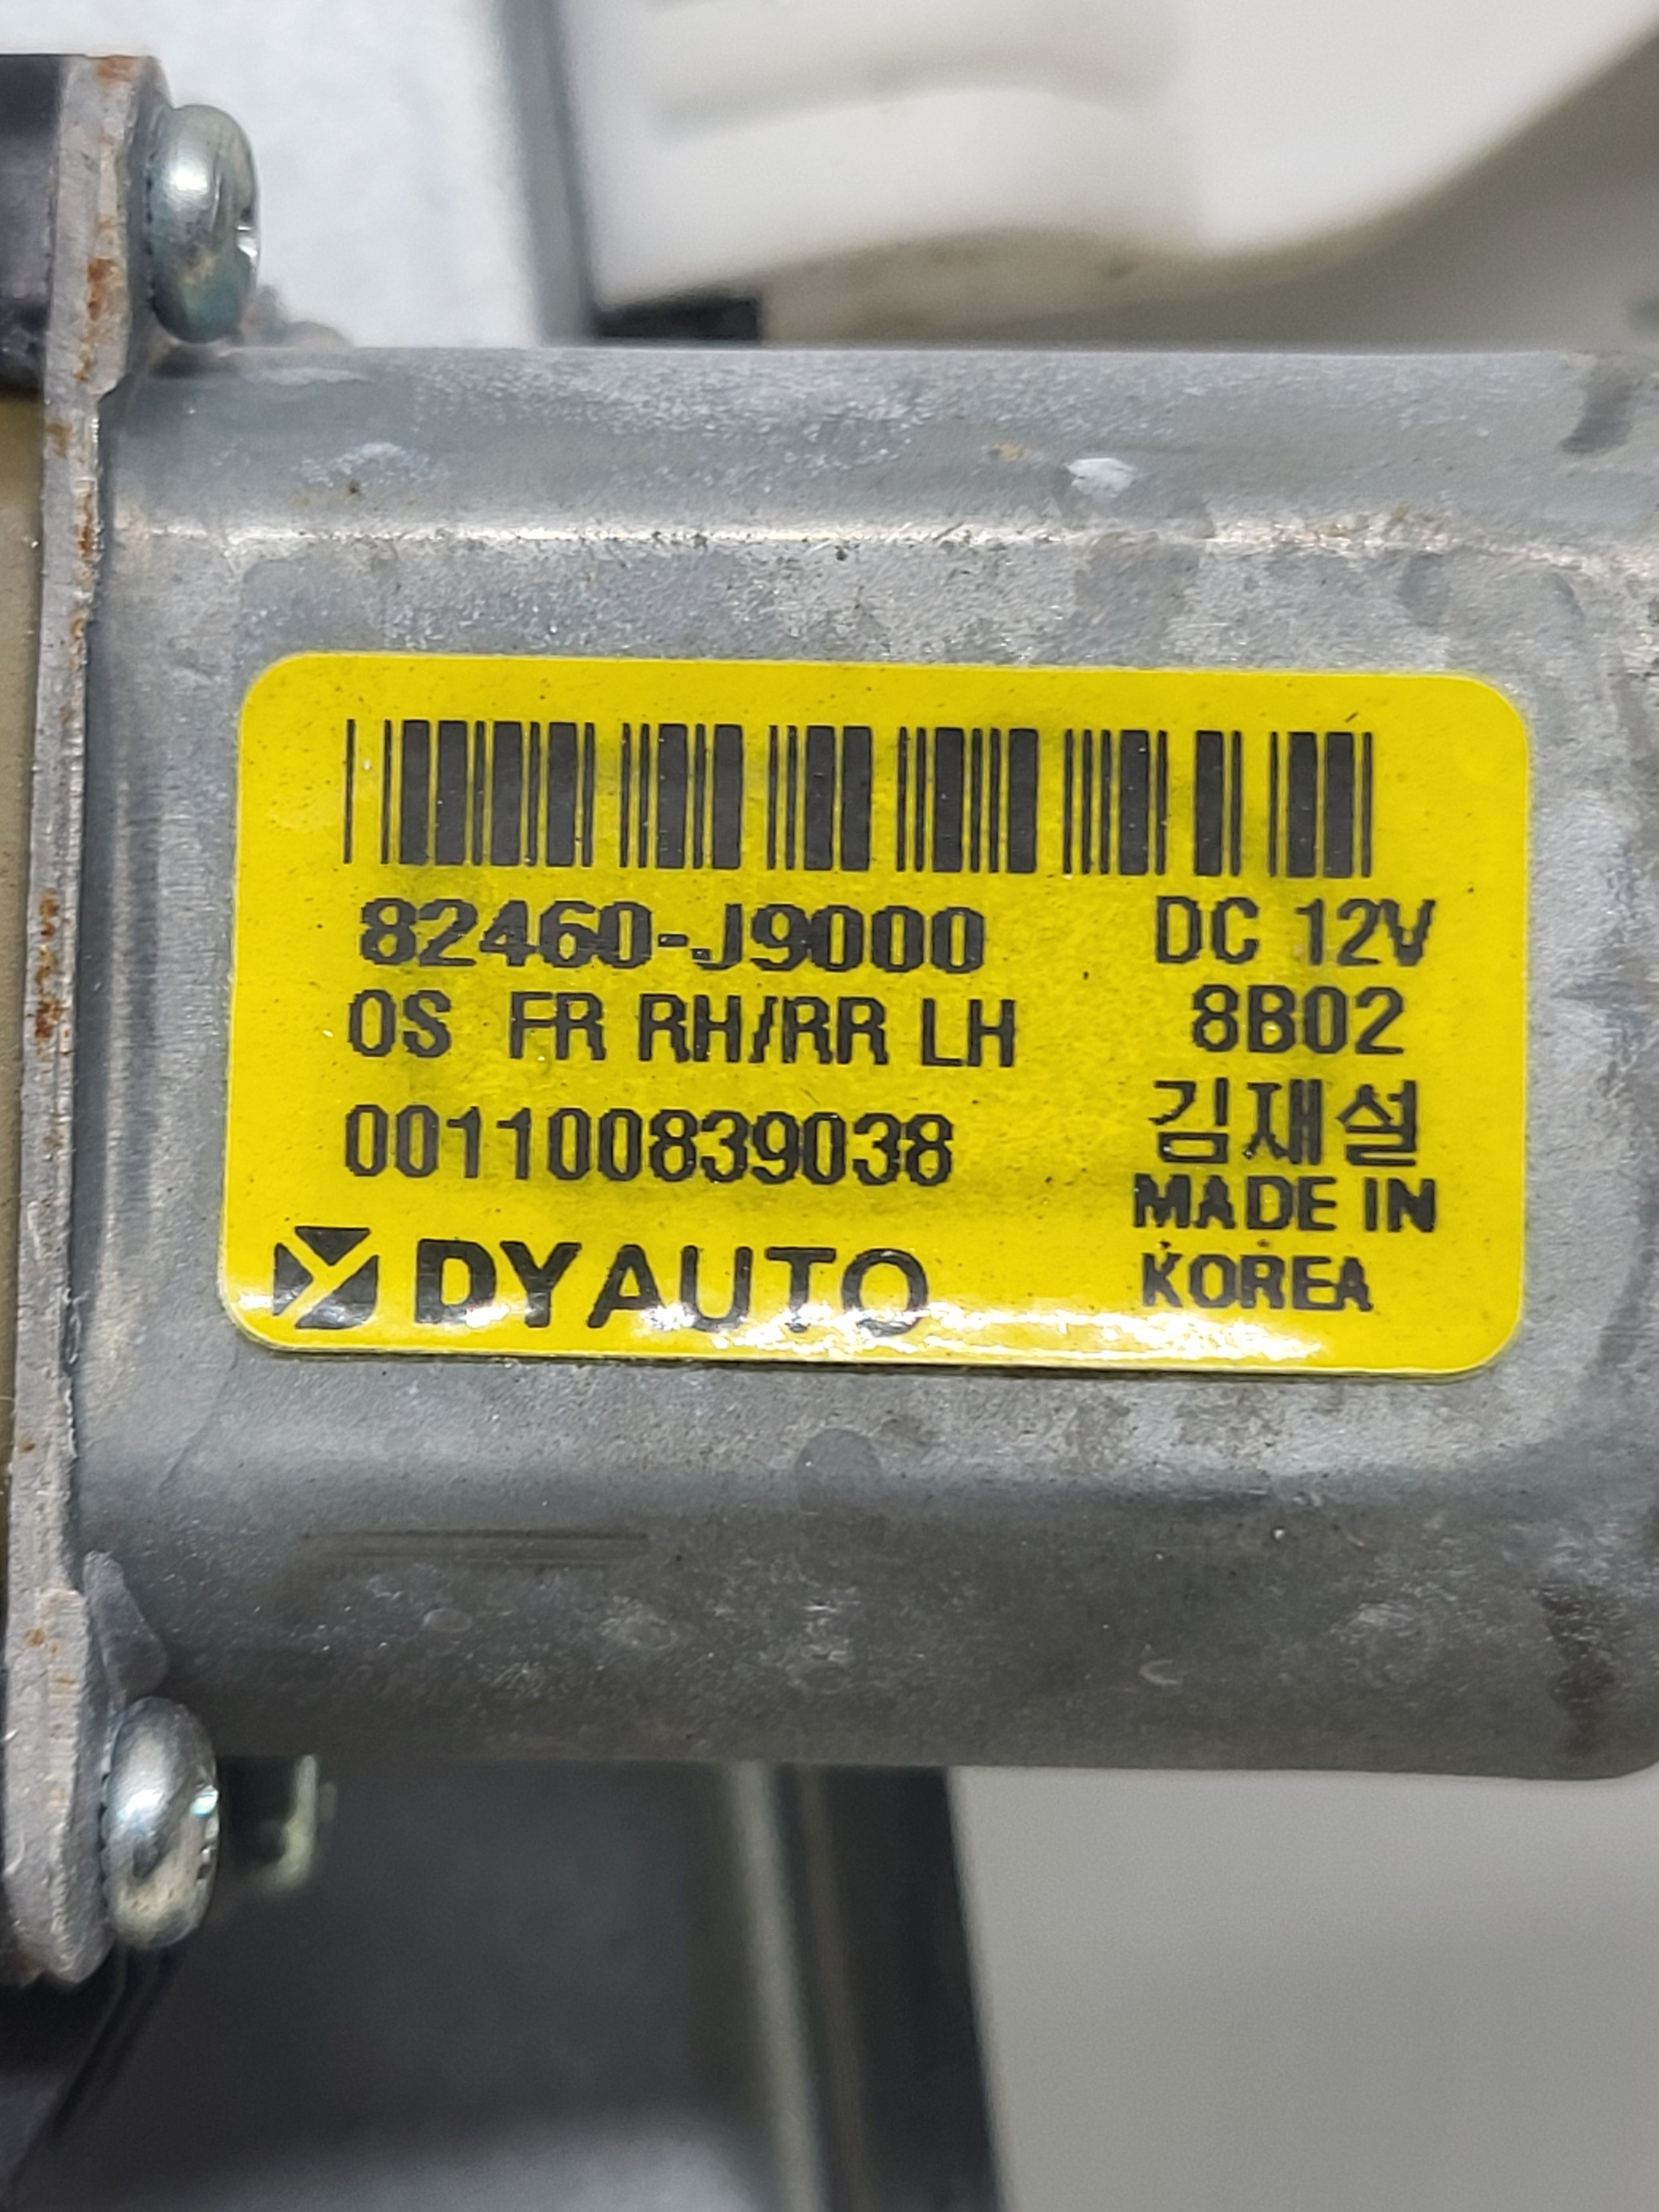 82460-J9000 DC 12V
OS FR RH/RR LH 8B02
001100839038 김재설
MADE IN
DYAUTO KOREA